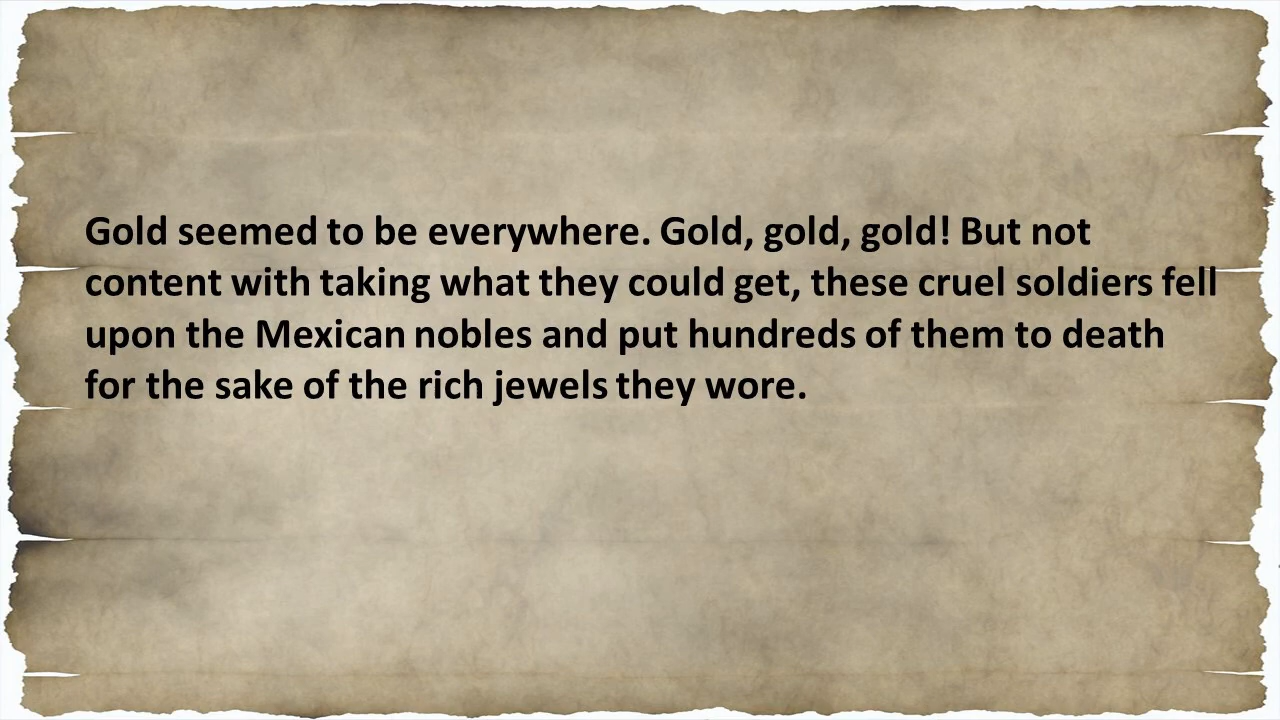 Gold seemed to be everywhere. Gold, gold, gold! But not
content with taking what they could get, these cruel soldiers fell
upon the Mexican nobles and put hundreds of them to death
for the sake of the rich jewels they wore.